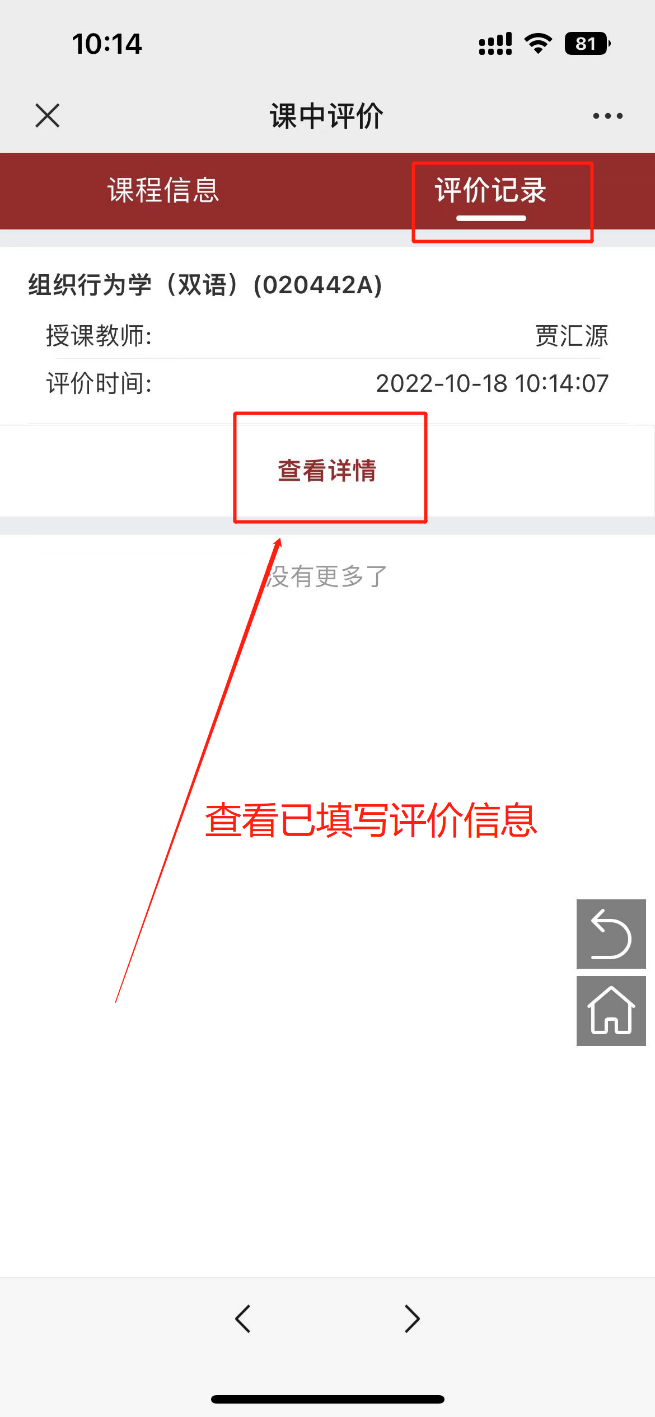 10:14
81
课中评价
课程信息
评价记录
组织行为学（双语）(020442A)
授课教师:
贾汇源
评价时间:
2022-10-18 10:14:07
查看详情
没有更多了
查看已填写评价信息